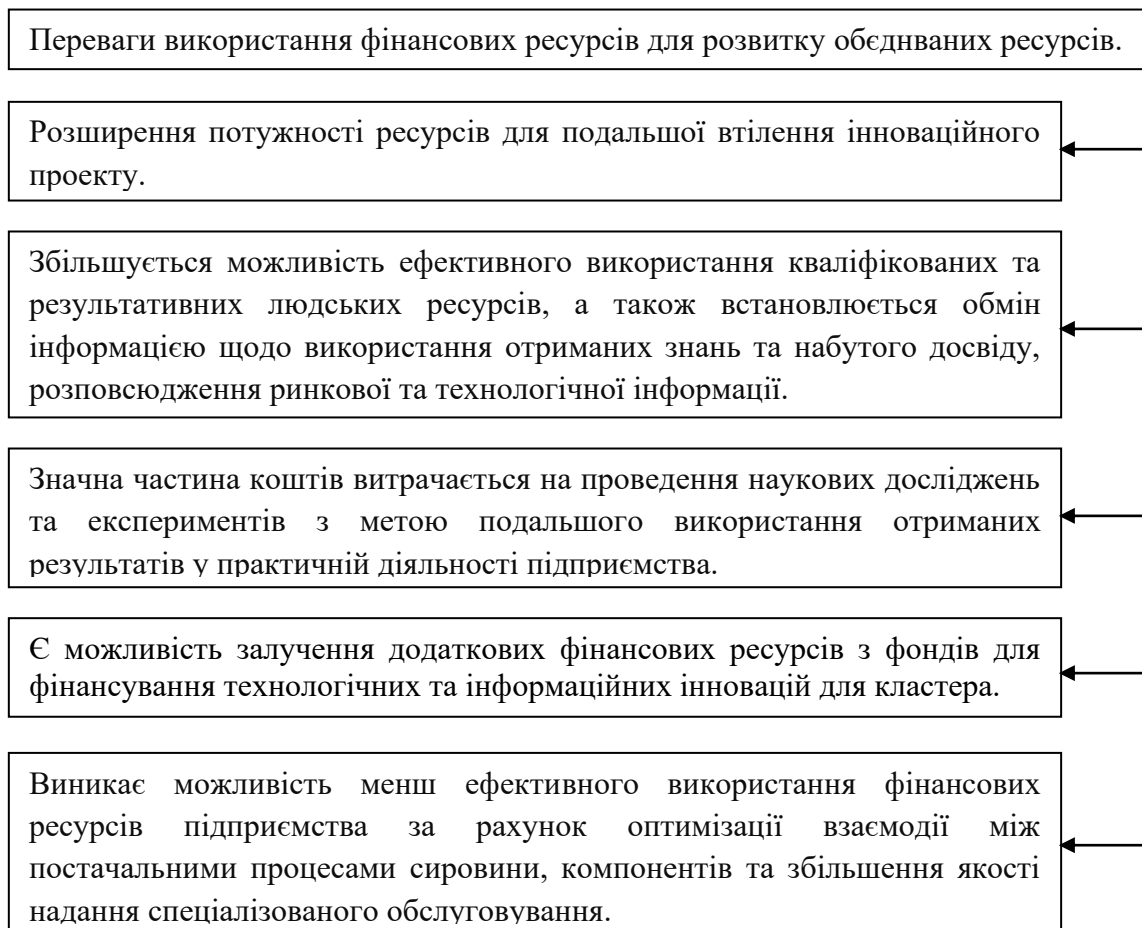 Переваги використання фінансових ресурсів для розвитку обєднваних ресурсів.
Розширення потужності ресурсів для подальшої втілення інноваційного
проекту.
Збільшується можливість ефективного використання кваліфікованих та
результативних людських ресурсів, а також встановлюється обмін
інформацією щодо використання отриманих знань та набутого досвіду,
розповсюдження ринкової та технологічної інформації.
Значна частина коштів витрачається на проведення наукових досліджень
та експериментів з метою подальшого використання отриманих
результатів у практичній діяльності підприємства.
Є можливість залучення додаткових фінансових ресурсів з фондів для
фінансування технологічних та інформаційних інновацій для кластера.
Виникає можливість менш ефективного використання фінансових
ресурсів підприємства за рахунок оптимізації взаємодії між
постачальними процесами сировини, компонентів та збільшення якості
надання спеціалізованого обслуговування.